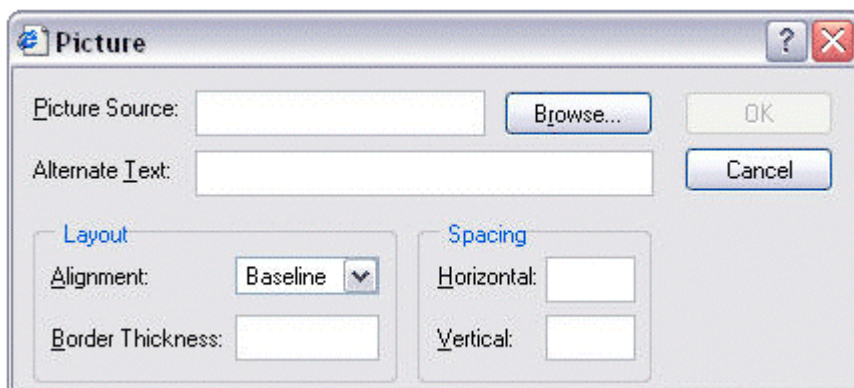 Picture ?
Picture Source: Browse... OK
Alternate Text: Cancel
Layout Spacing
Alignment: Baseline Horizontal:
Border Thickness: Vertical: